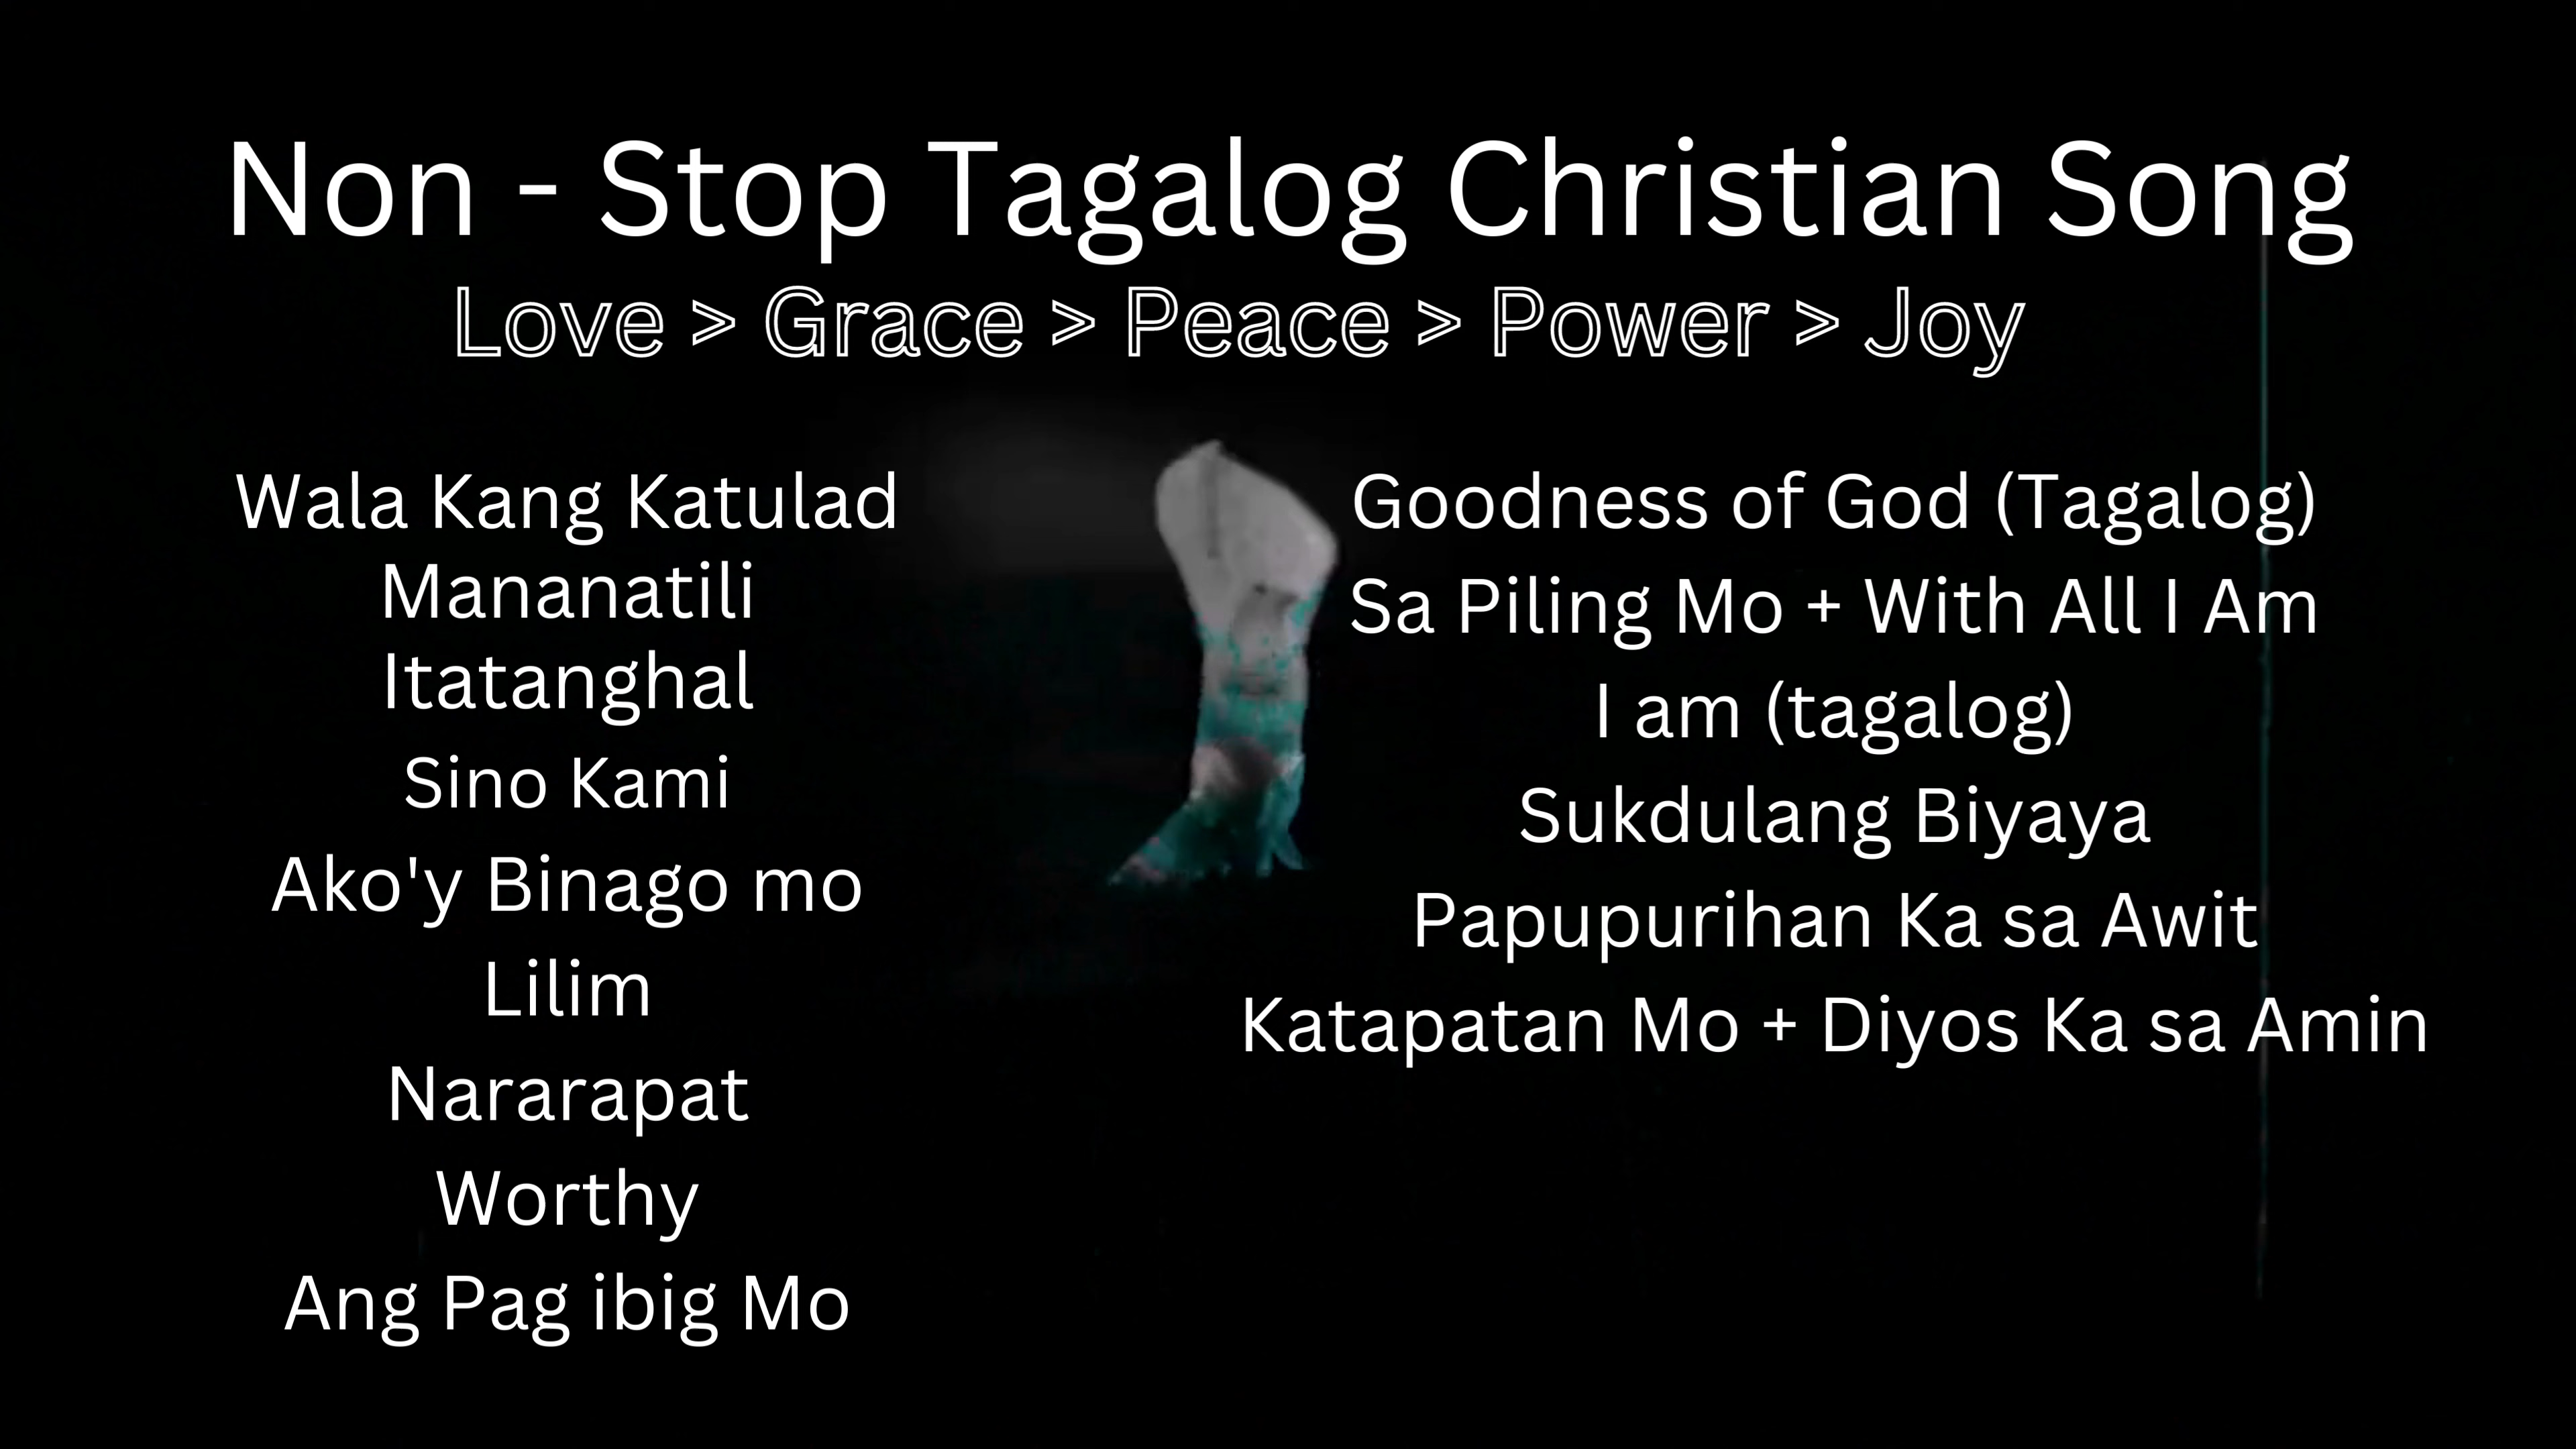 Non - Stop Tagalog Christian Song
Love > Grace > Peace > Power > Joy
Wala Kang Katulad
Mananatili
Itatanghal
Sino Kami
Ako'y Binago mo
Lilim
Nararapat
Worthy
Ang Pag ibig Mo
Goodness of God (Tagalog)
Sa Piling Mo + With All I Am
I am (tagalog)
Sukdulang Biyaya
Papupurihan Ka sa Awit
Katapatan Mo + Diyos Ka sa Amin